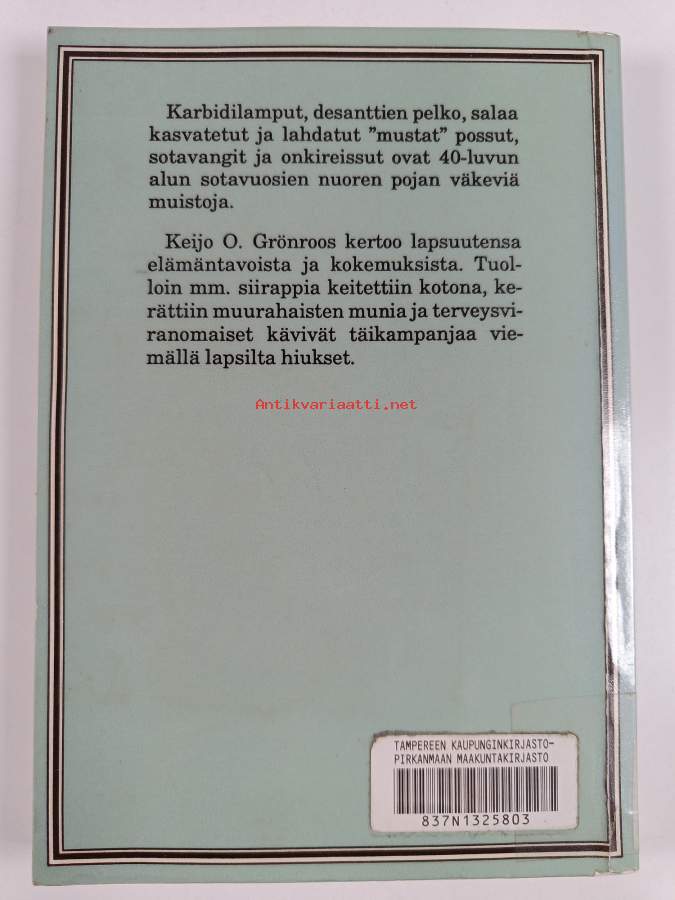 Karbidilamput, desanttien pelko, salaa
kasvatetut ja lahdatut ”mustat” possut,
sotavangit ja onkireissut ovat 40-luvun
alun sotavuosien nuoren pojan väkeviä
muistoja.
Keijo O. Grönroos kertoo lapsuutensa
elämäntavoista ja kokemuksista. Tuol-
loin mm. siirappia keitettiin kotona, ke-
rättiin muurahaisten munia ja terveysvi-
ranomaiset kävivät täikampanjaa vie-
mällä lapsilta hiukset.
Antikvariaatti.net
TAMPEREEN KAUPUNGINKIRJASTO-
PIRKANMAAN MAAKUNTAKIRJASTO
837N1325803